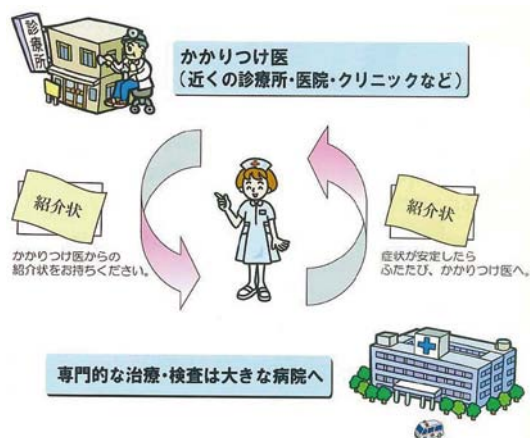 診療所
かかりつけ医
（近くの診療所・医院・クリニックなど）
紹介状
かかりつけ医からの
紹介状をお持ちください。
紹介状
症状が安定したら
ふたたび、かかりつけ医へ。
専門的な治療・検査は大きな病院へ